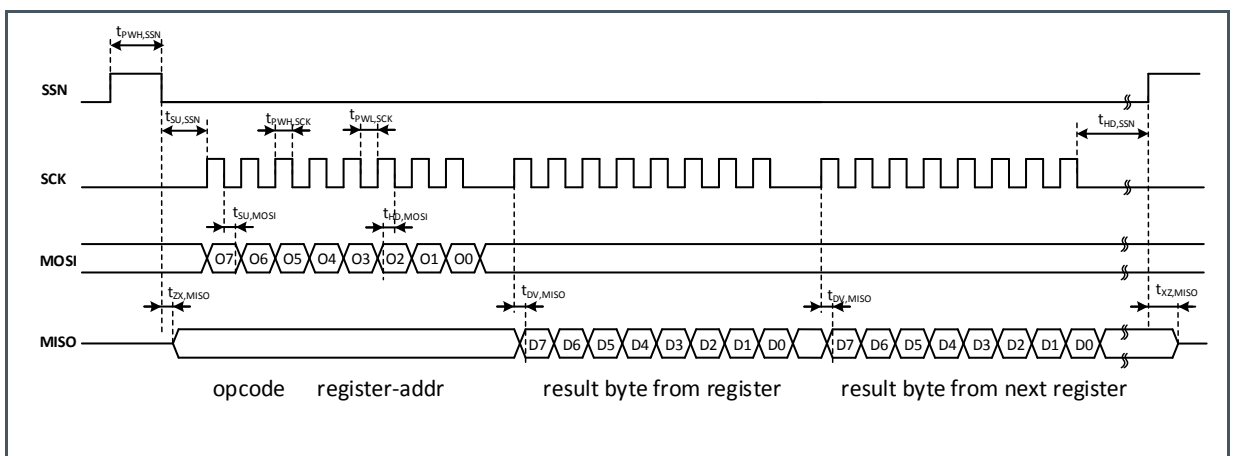 tPWH,SSN
SSN
tSU,SSN tPWH,SCK tPWL,SCK tHD,SSN
SCK
tSU,MOSI tHD,MOSI
MOSI O7 O6 O5 O4 O3 O2 O1 O0
tZX,MISO tDV,MISO tDV,MISO tXZ,MISO
MISO D7 D6 D5 D4 D3 D2 D1 D0 D7 D6 D5 D4 D3 D2 D1 D0
opcode register-addr result byte from register result byte from next register